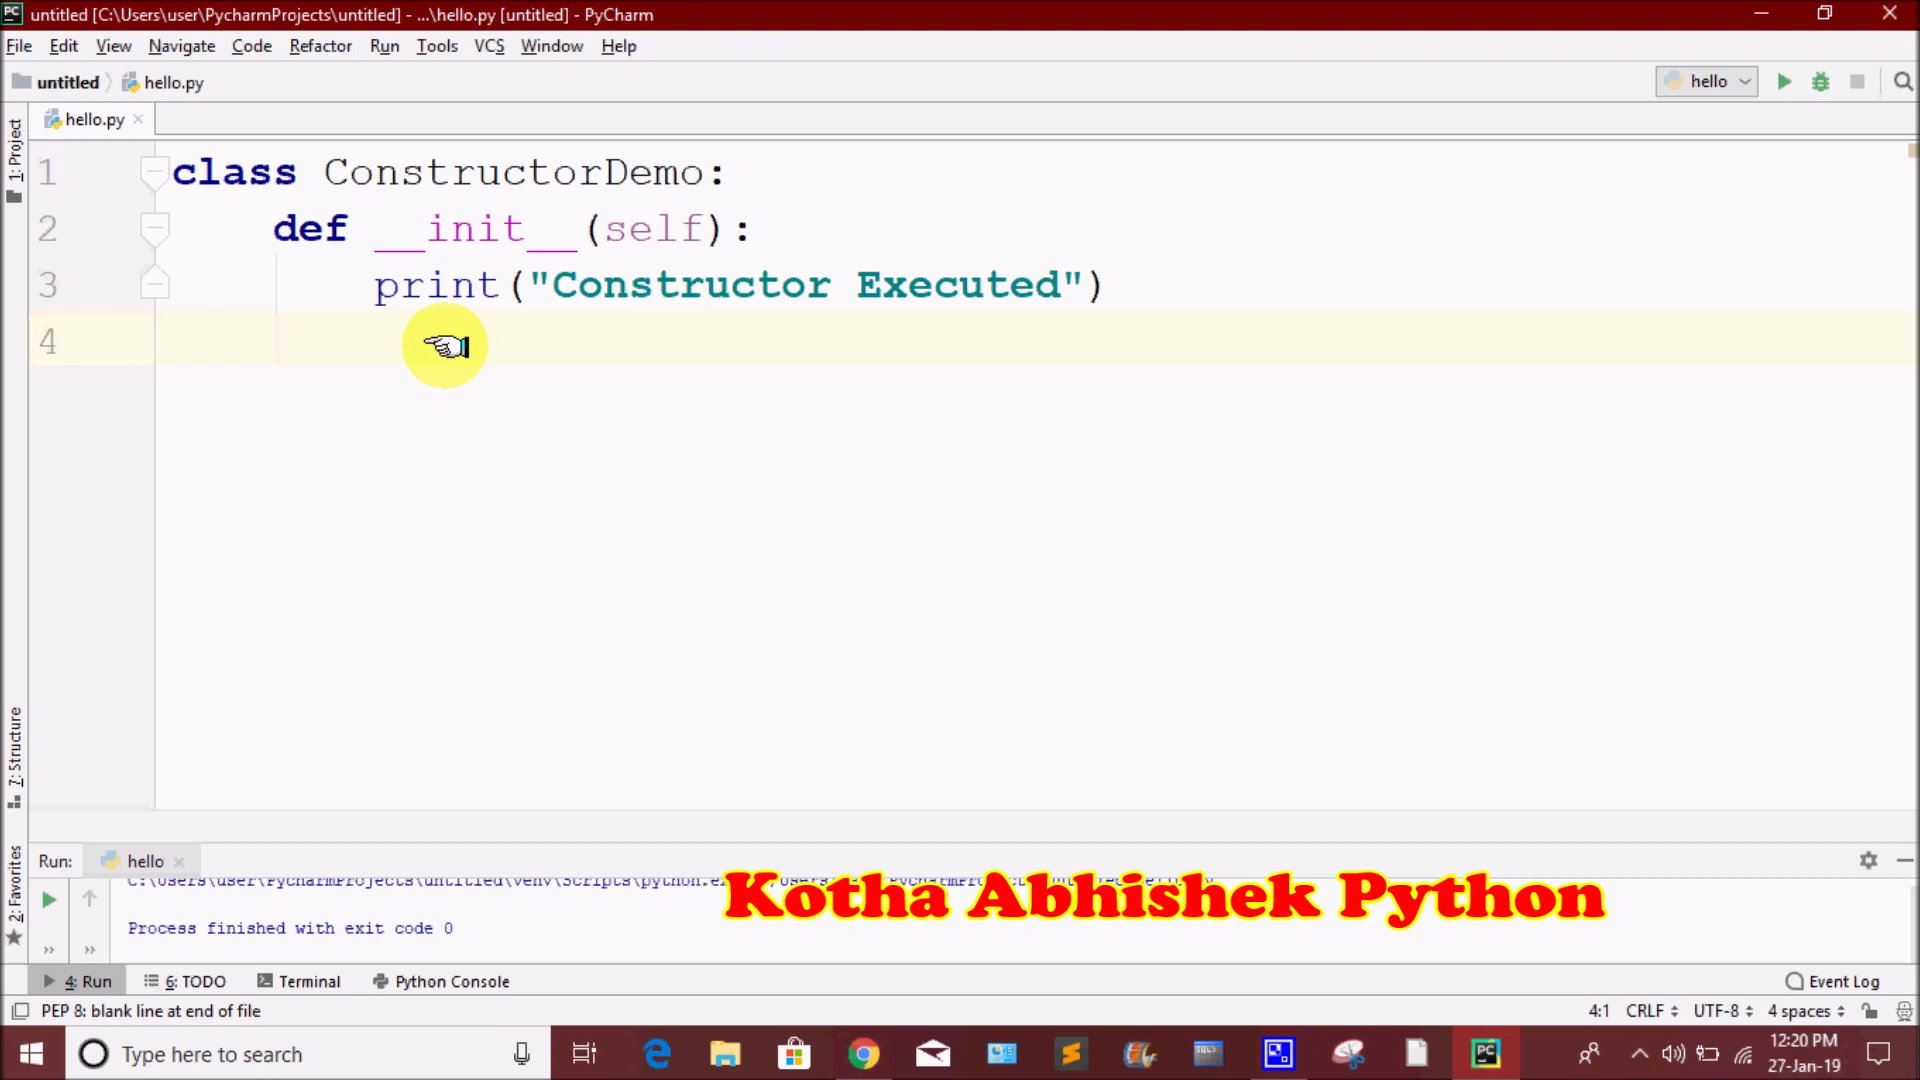 untitled [C:\Users\user\PycharmProjects\untitled] - ...\hello.py [untitled] - PyCharm
File Edit View Navigate Code Refactor Run Tools VCS Window Help
untitled hello.py hello
hello.py
1: Project
1 class ConstructorDemo:
2 def __init__(self):
3 print("Constructor Executed")
4
7: Structure
2: Favorites
Run: hello
Kotha Abhishek Python
Process finished with exit code 0
4: Run 6: TODO Terminal Python Console Event Log
PEP 8: blank line at end of file 4:1 CRLF UTF-8 4 spaces
Type here to search
12:20 PM
27-Jan-19